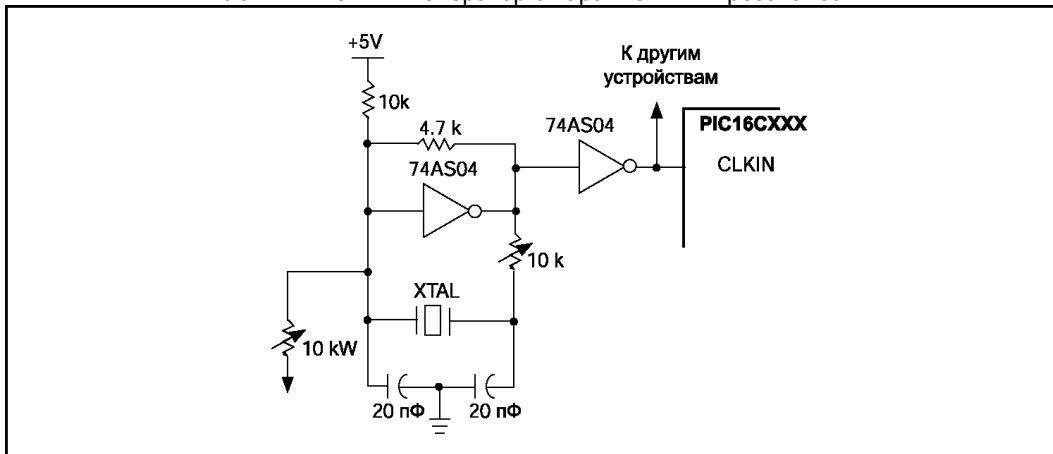 +5V
10k
4.7 k
74AS04
74AS04
К другим
устройствам
PIC16CXXX
CLKIN
10 k
XTAL
10 kW
20 пФ
20 пФ